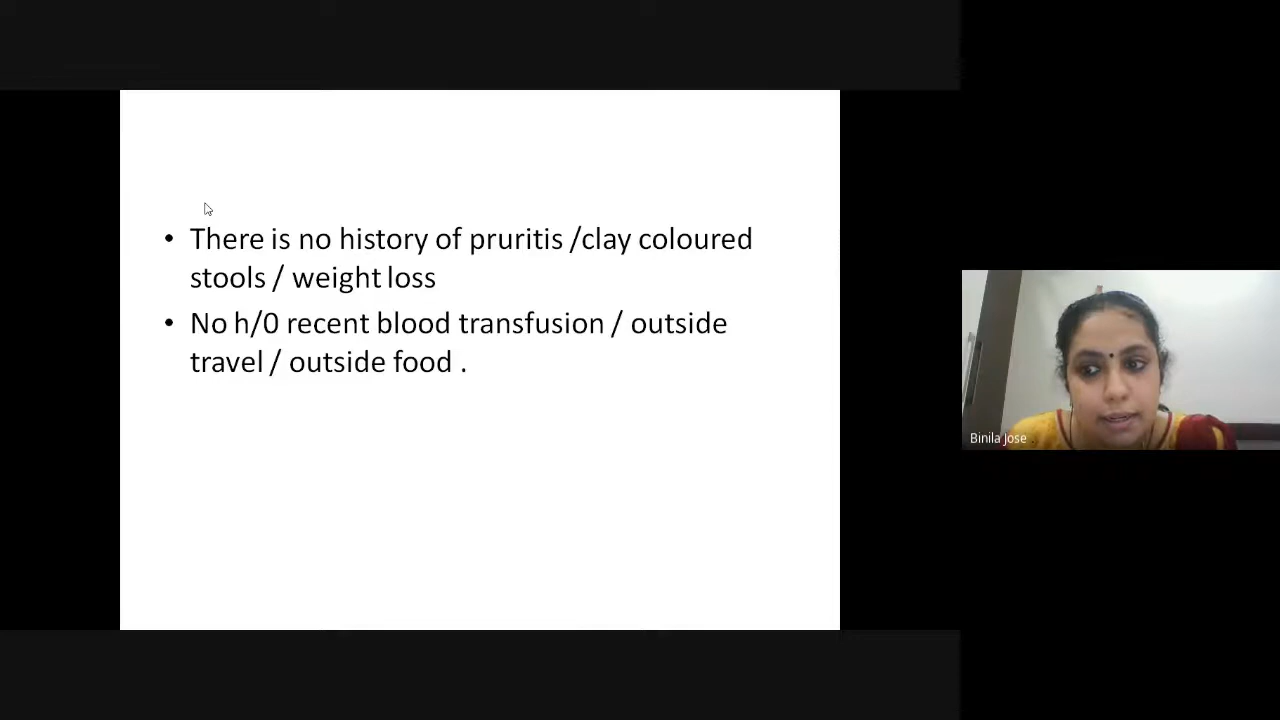 • There is no history of pruritis /clay coloured
stools / weight loss
• No h/0 recent blood transfusion / outside
travel / outside food .
Binila Jose